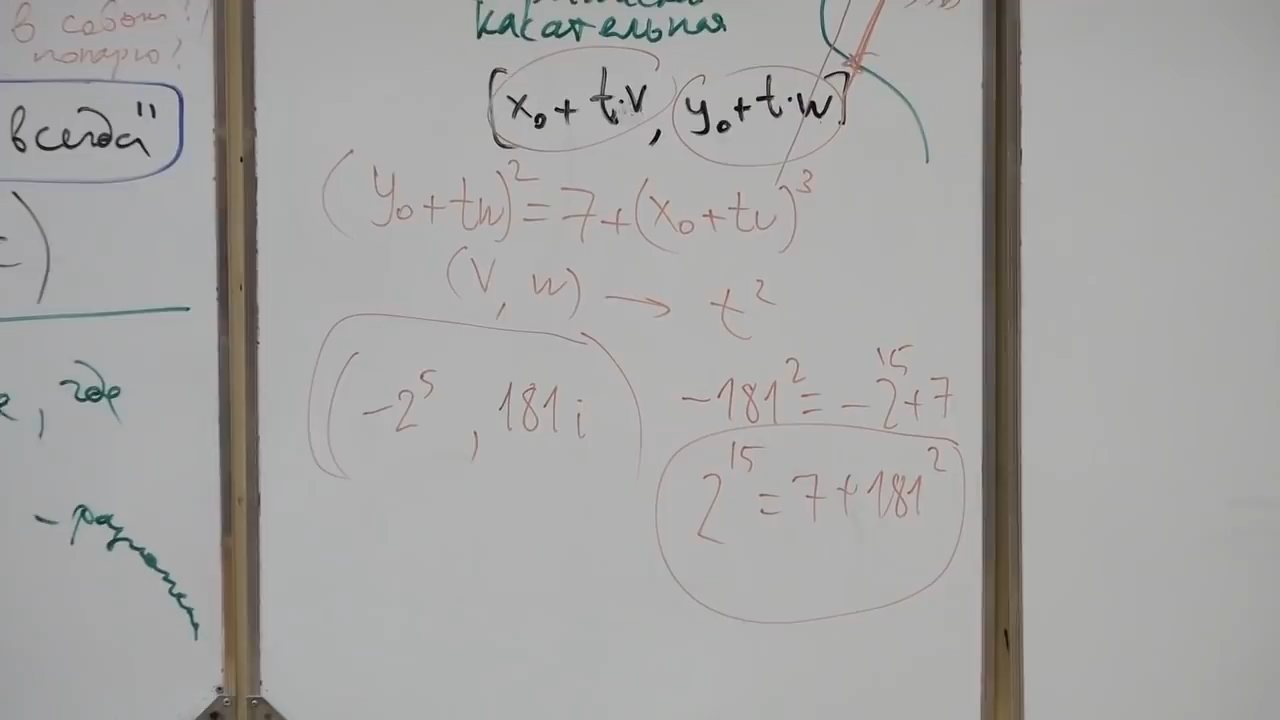 в
попарно!
всегда"
, где
касательная
[x₀ + t·v, y₀ + t·w]
(y₀ + tw)² = 7 + (x₀ + tv)³
(v, w) → t²
(-2⁵, 181i
-181² = -2¹⁵ + 7
2¹⁵ = 7 + 181²